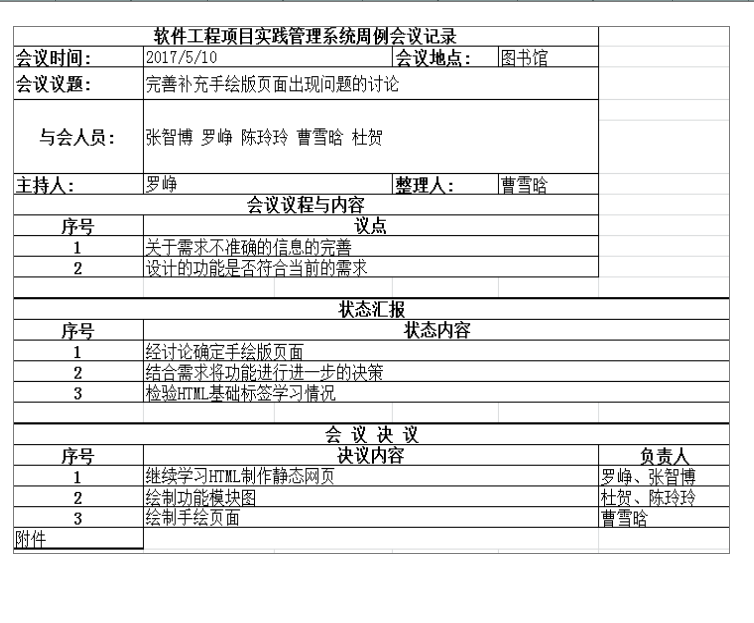 软件工程项目实践管理系统周例会议记录
会议时间： 2017/5/10 会议地点： 图书馆
会议议题： 完善补充手绘版页面出现问题的讨论
与会人员： 张智博 罗峥 陈玲玲 曹雪晗 杜贺
主持人： 罗峥 整理人： 曹雪晗
会议议程与内容
序号 议点
1 关于需求不准确的信息的完善
2 设计的功能是否符合当前的需求
状态汇报
序号 状态内容
1 经讨论确定手绘版页面
2 结合需求将功能进行进一步的决策
3 检验HTML基础标签学习情况
会 议 决 议
序号 决议内容 负责人
1 继续学习HTML制作静态网页 罗峥、张智博
2 绘制功能模块图 杜贺、陈玲玲
3 绘制手绘页面 曹雪晗
附件